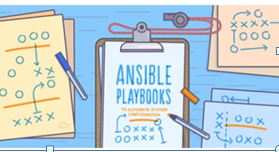 ANSIBLE
PLAYBOOKS
TO AUTOMATE SYSTEM
CONFIGURATION